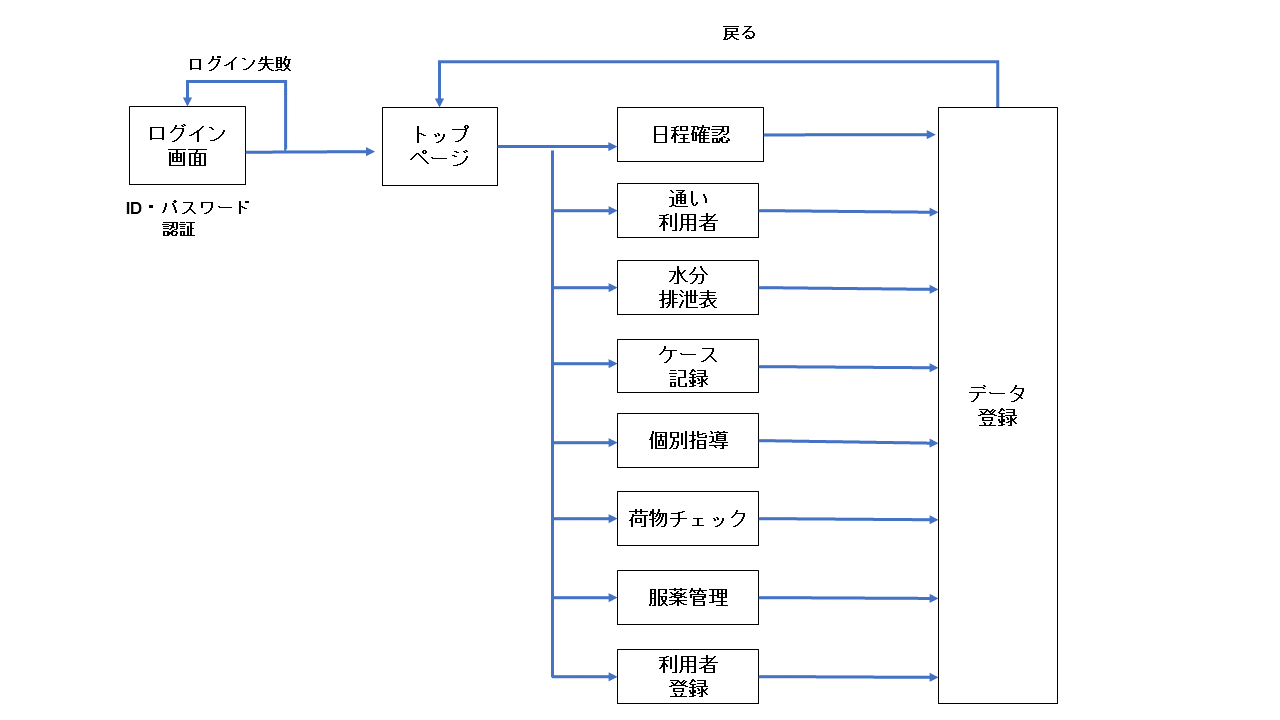 戻る
ログイン失敗
ログイン
画面
ID・パスワード
認証
トップ
ページ
日程確認
通い
利用者
水分
排泄表
ケース
記録
個別指導
荷物チェック
服薬管理
利用者
登録
データ
登録